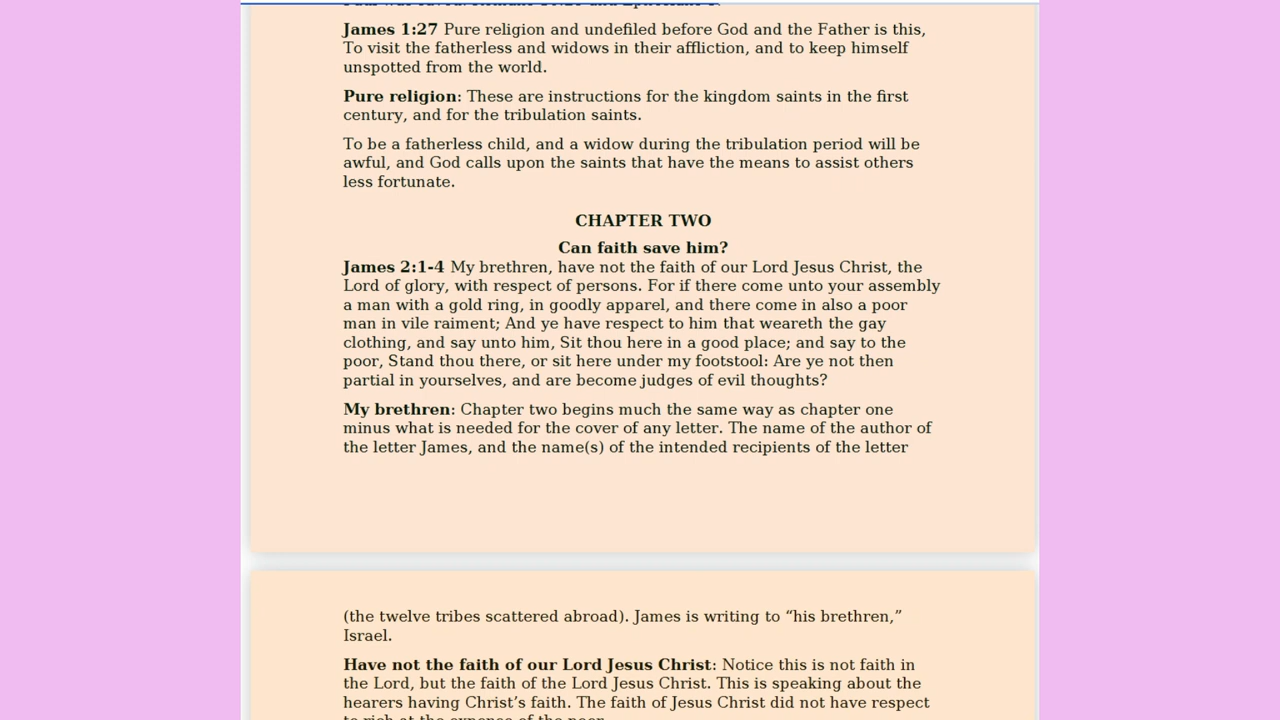 James 1:27 Pure religion and undefiled before God and the Father is this,
To visit the fatherless and widows in their affliction, and to keep himself
unspotted from the world.
Pure religion: These are instructions for the kingdom saints in the first
century, and for the tribulation saints.
To be a fatherless child, and a widow during the tribulation period will be
awful, and God calls upon the saints that have the means to assist others
less fortunate.
CHAPTER TWO
Can faith save him?
James 2:1-4 My brethren, have not the faith of our Lord Jesus Christ, the
Lord of glory, with respect of persons. For if there come unto your assembly
a man with a gold ring, in goodly apparel, and there come in also a poor
man in vile raiment; And ye have respect to him that weareth the gay
clothing, and say unto him, Sit thou here in a good place; and say to the
poor, Stand thou there, or sit here under my footstool: Are ye not then
partial in yourselves, and are become judges of evil thoughts?
My brethren: Chapter two begins much the same way as chapter one
minus what is needed for the cover of any letter. The name of the author of
the letter James, and the name(s) of the intended recipients of the letter
(the twelve tribes scattered abroad). James is writing to “his brethren,”
Israel.
Have not the faith of our Lord Jesus Christ: Notice this is not faith in
the Lord, but the faith of the Lord Jesus Christ. This is speaking about the
hearers having Christ’s faith. The faith of Jesus Christ did not have respect
to rich at the expense of the poor.